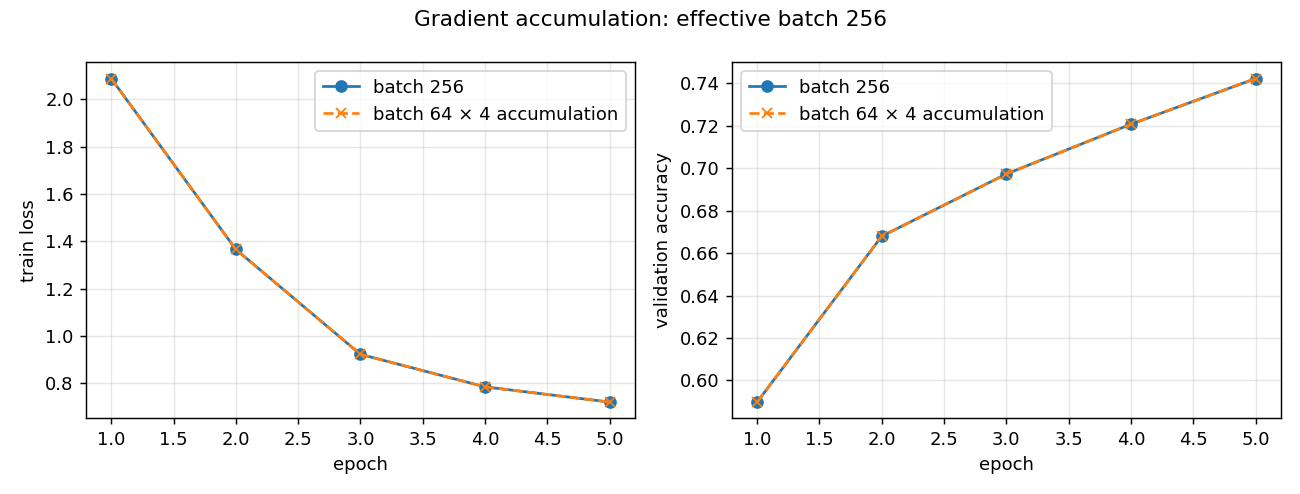 Gradient accumulation: effective batch 256
train loss
2.0
1.8
1.6
1.4
1.2
1.0
0.8
batch 256
batch 64 × 4 accumulation
1.0 1.5 2.0 2.5 3.0 3.5 4.0 4.5 5.0
epoch
validation accuracy
0.74
0.72
0.70
0.68
0.66
0.64
0.62
0.60
batch 256
batch 64 × 4 accumulation
1.0 1.5 2.0 2.5 3.0 3.5 4.0 4.5 5.0
epoch